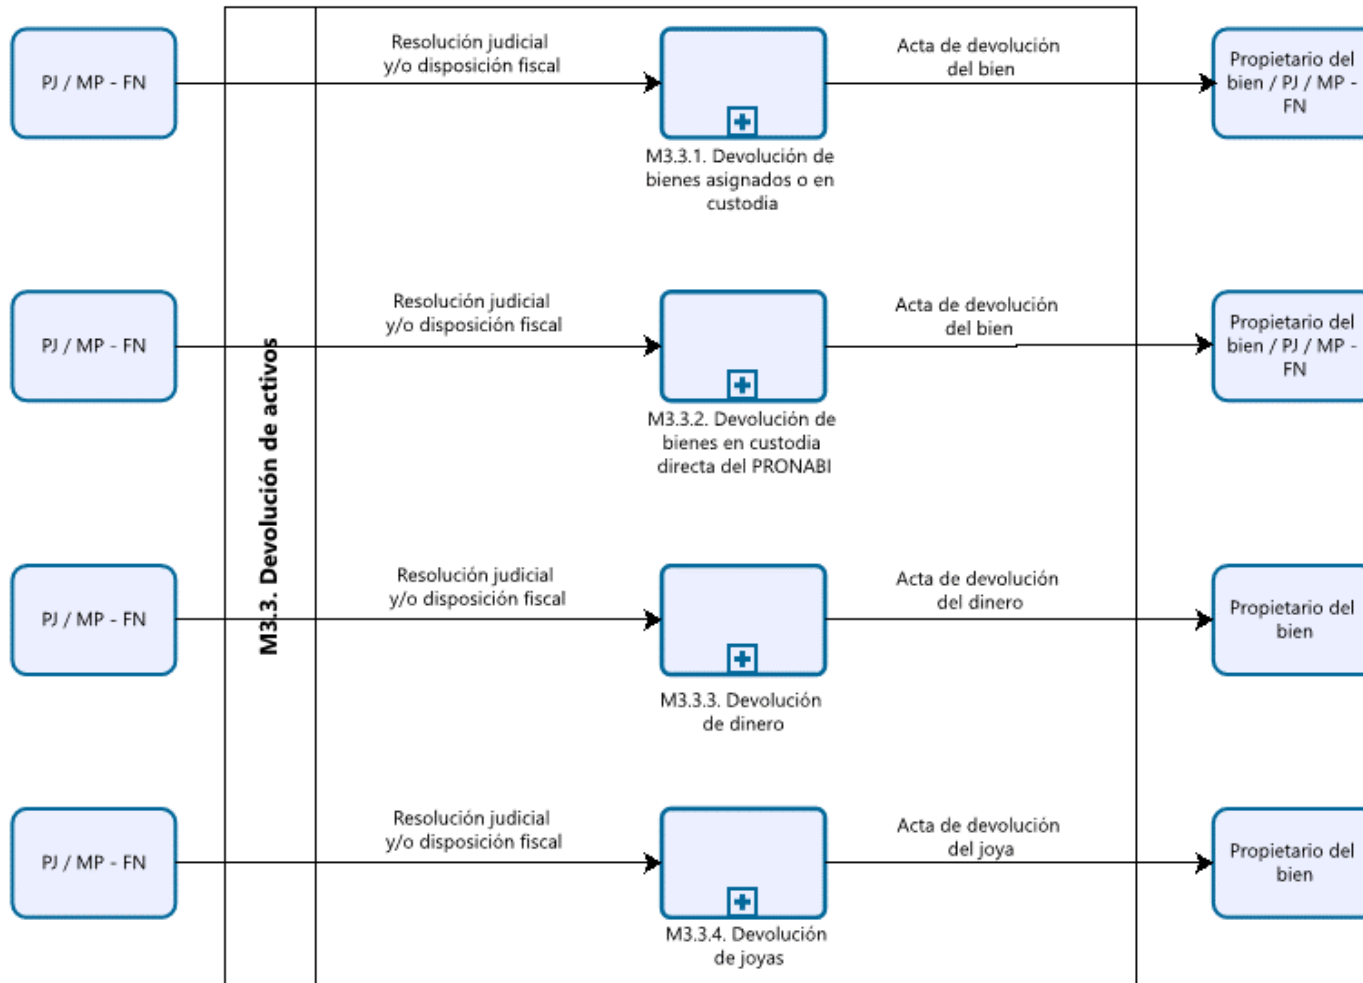 PJ / MP - FN
Resolución judicial
y/o disposición fiscal
M3.3.1. Devolución de
bienes asignados o en
custodia
Acta de devolución
del bien
Propietario del
bien / PJ / MP -
FN
M3.3. Devolución de activos
PJ / MP - FN
Resolución judicial
y/o disposición fiscal
M3.3.2. Devolución de
bienes en custodia
directa del PRONABI
Acta de devolución
del bien
Propietario del
bien / PJ / MP -
FN
PJ / MP - FN
Resolución judicial
y/o disposición fiscal
M3.3.3. Devolución
de dinero
Acta de devolución
del dinero
Propietario del
bien
PJ / MP - FN
Resolución judicial
y/o disposición fiscal
M3.3.4. Devolución
de joyas
Acta de devolución
del joya
Propietario del
bien